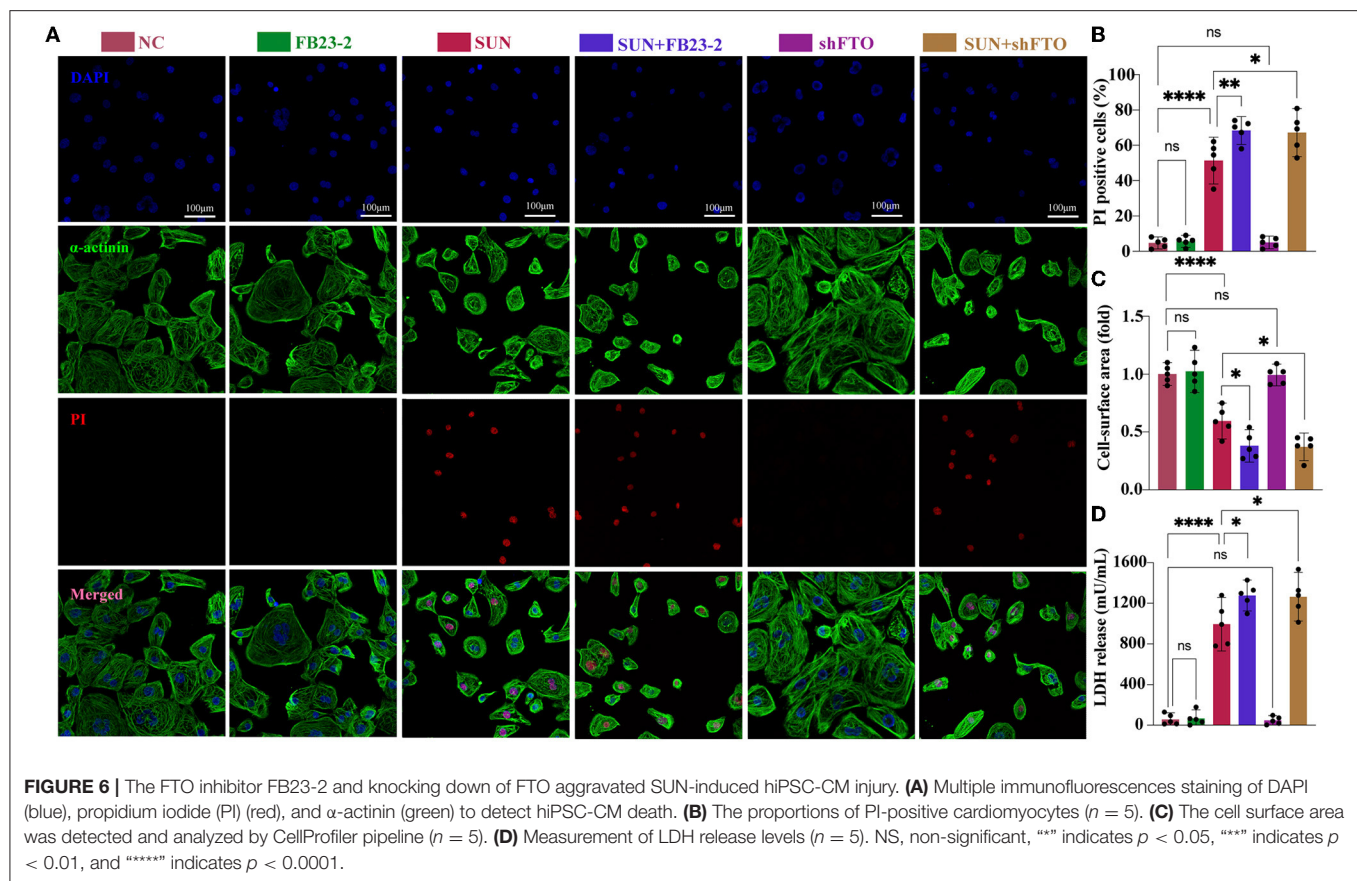 A
NC FB23-2 SUN SUN+FB23-2 shFTO SUN+shFTO
DAPI
100μm 100μm 100μm 100μm 100μm 100μm
α-actinin
PI
Merged
B
PI positive cells (%)
ns
*
**
****
ns
100
80
60
40
20
0
C
Cell-surface area (fold)
****
ns
ns
*
*
1.5
1.0
0.5
0.0
D
LDH release (mU/mL)
*
**** *
ns
ns
1600
1200
800
400
0
FIGURE 6 | The FTO inhibitor FB23-2 and knocking down of FTO aggravated SUN-induced hiPSC-CM injury. (A) Multiple immunofluorescences staining of DAPI
(blue), propidium iodide (PI) (red), and α-actinin (green) to detect hiPSC-CM death. (B) The proportions of PI-positive cardiomyocytes (n = 5). (C) The cell surface area
was detected and analyzed by CellProfiler pipeline (n = 5). (D) Measurement of LDH release levels (n = 5). NS, non-significant, “*” indicates p < 0.05, “**” indicates p
< 0.01, and “****” indicates p < 0.0001.